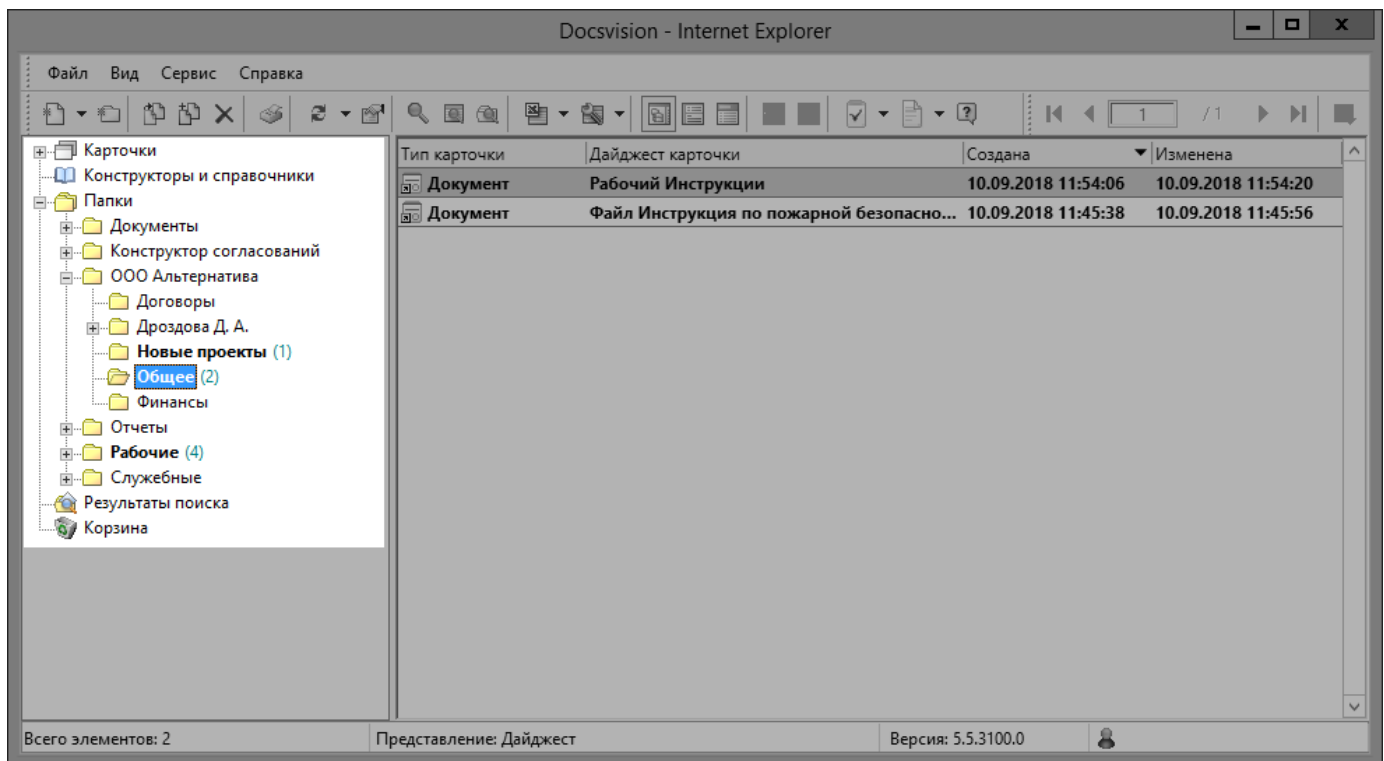 Docsvision - Internet Explorer
Файл Вид Сервис Справка
1 / 1
Карточки
Конструкторы и справочники
Папки
Документы
Конструктор согласований
ООО Альтернатива
Договоры
Дроздова Д. А.
Новые проекты (1)
Общее (2)
Финансы
Отчеты
Рабочие (4)
Служебные
Результаты поиска
Корзина
Тип карточки Дайджест карточки Создана Изменена
Документ Рабочий Инструкции 10.09.2018 11:54:06 10.09.2018 11:54:20
Документ Файл Инструкция по пожарной безопасно... 10.09.2018 11:45:38 10.09.2018 11:45:56
Всего элементов: 2 Представление: Дайджест Версия: 5.5.3100.0